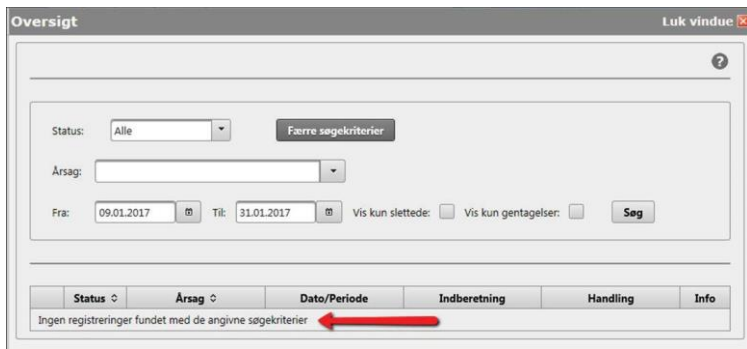 Oversigt Luk vindue
?
Status: Alle Færre søgekriterier
Årsag:
Fra: 09.01.2017 Til: 31.01.2017 Vis kun slettede: Vis kun gentagelser: Søg
Status Årsag Dato/Periode Indberetning Handling Info
Ingen registreringer fundet med de angivne søgekriterier